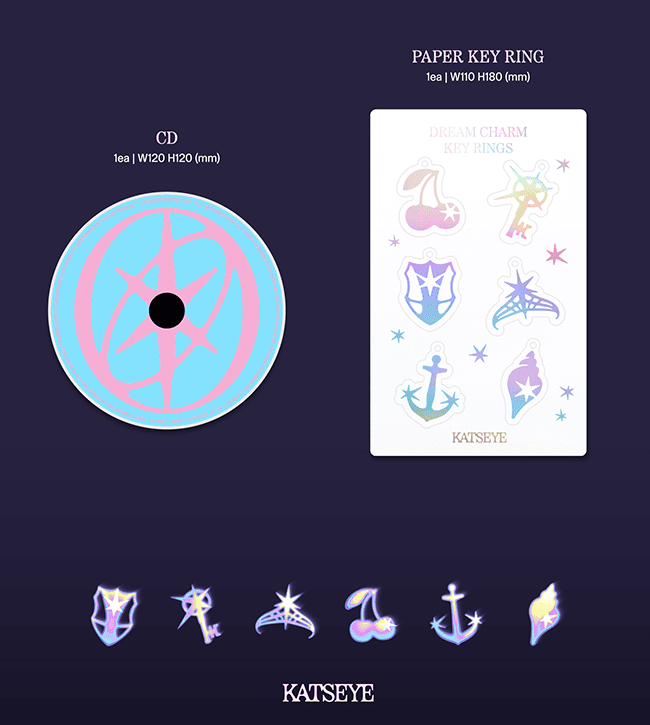 PAPER KEY RING
1ea | W110 H180 (mm)
CD
1ea | W120 H120 (mm)
DREAM CHARM
KEY RINGS
KATSEYE
KATSEYE